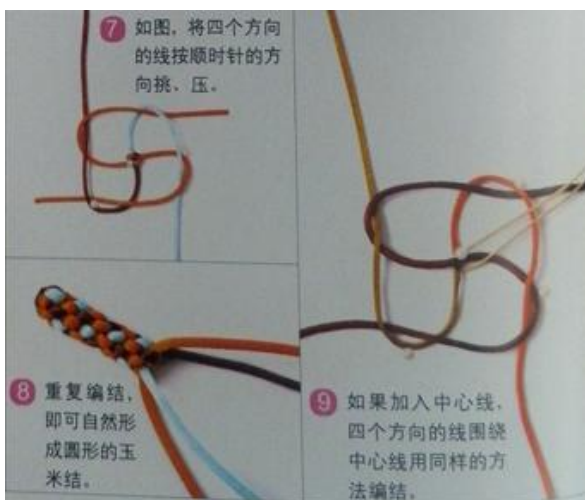 7 如图，将四个方向
的线按顺时针的方
向挑、压。
8 重复编结，
即可自然形
成圆形的玉
米结。
9 如果加入中心线，
四个方向的线围绕
中心线用同样的方
法编结。